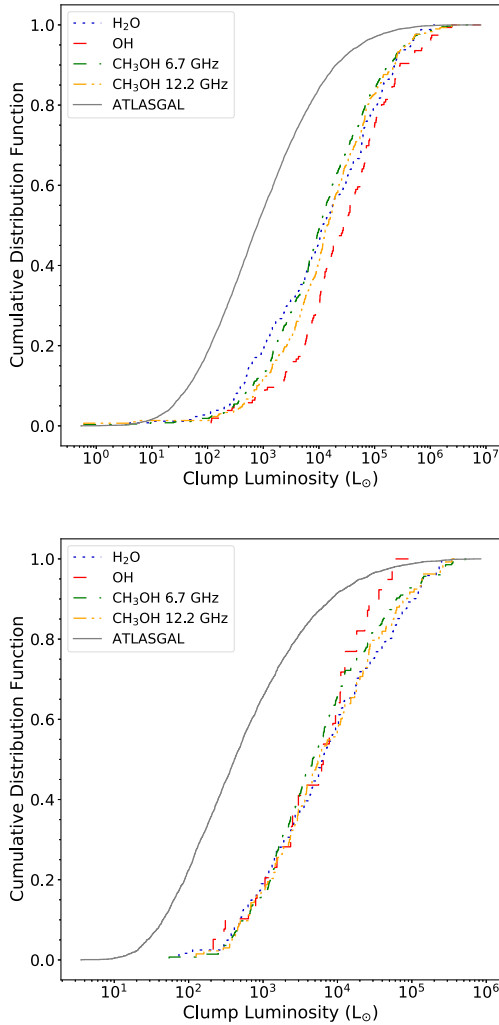 H₂O
OH
CH₃OH 6.7 GHz
CH₃OH 12.2 GHz
ATLASGAL
Cumulative Distribution Function
1.0
0.8
0.6
0.4
0.2
0.0
10⁰ 10¹ 10² 10³ 10⁴ 10⁵ 10⁶ 10⁷
Clump Luminosity (L☉)
H₂O
OH
CH₃OH 6.7 GHz
CH₃OH 12.2 GHz
ATLASGAL
Cumulative Distribution Function
1.0
0.8
0.6
0.4
0.2
0.0
10¹ 10² 10³ 10⁴ 10⁵ 10⁶
Clump Luminosity (L☉)